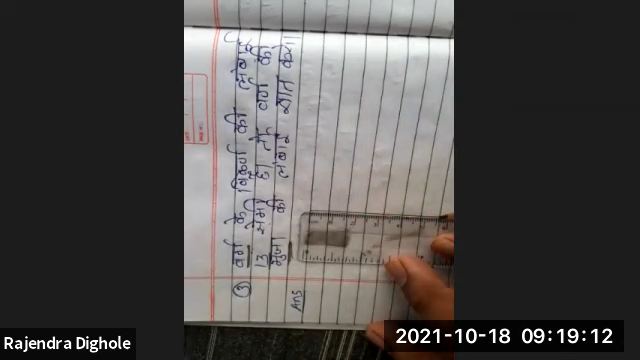 ③ वर्ग के विकर्ण की लंबाई
13 सेमी है। तो वर्ग की
भुजा की लंबाई ज्ञात करो।
Ans
Rajendra Dighole
2021-10-18 09:19:12